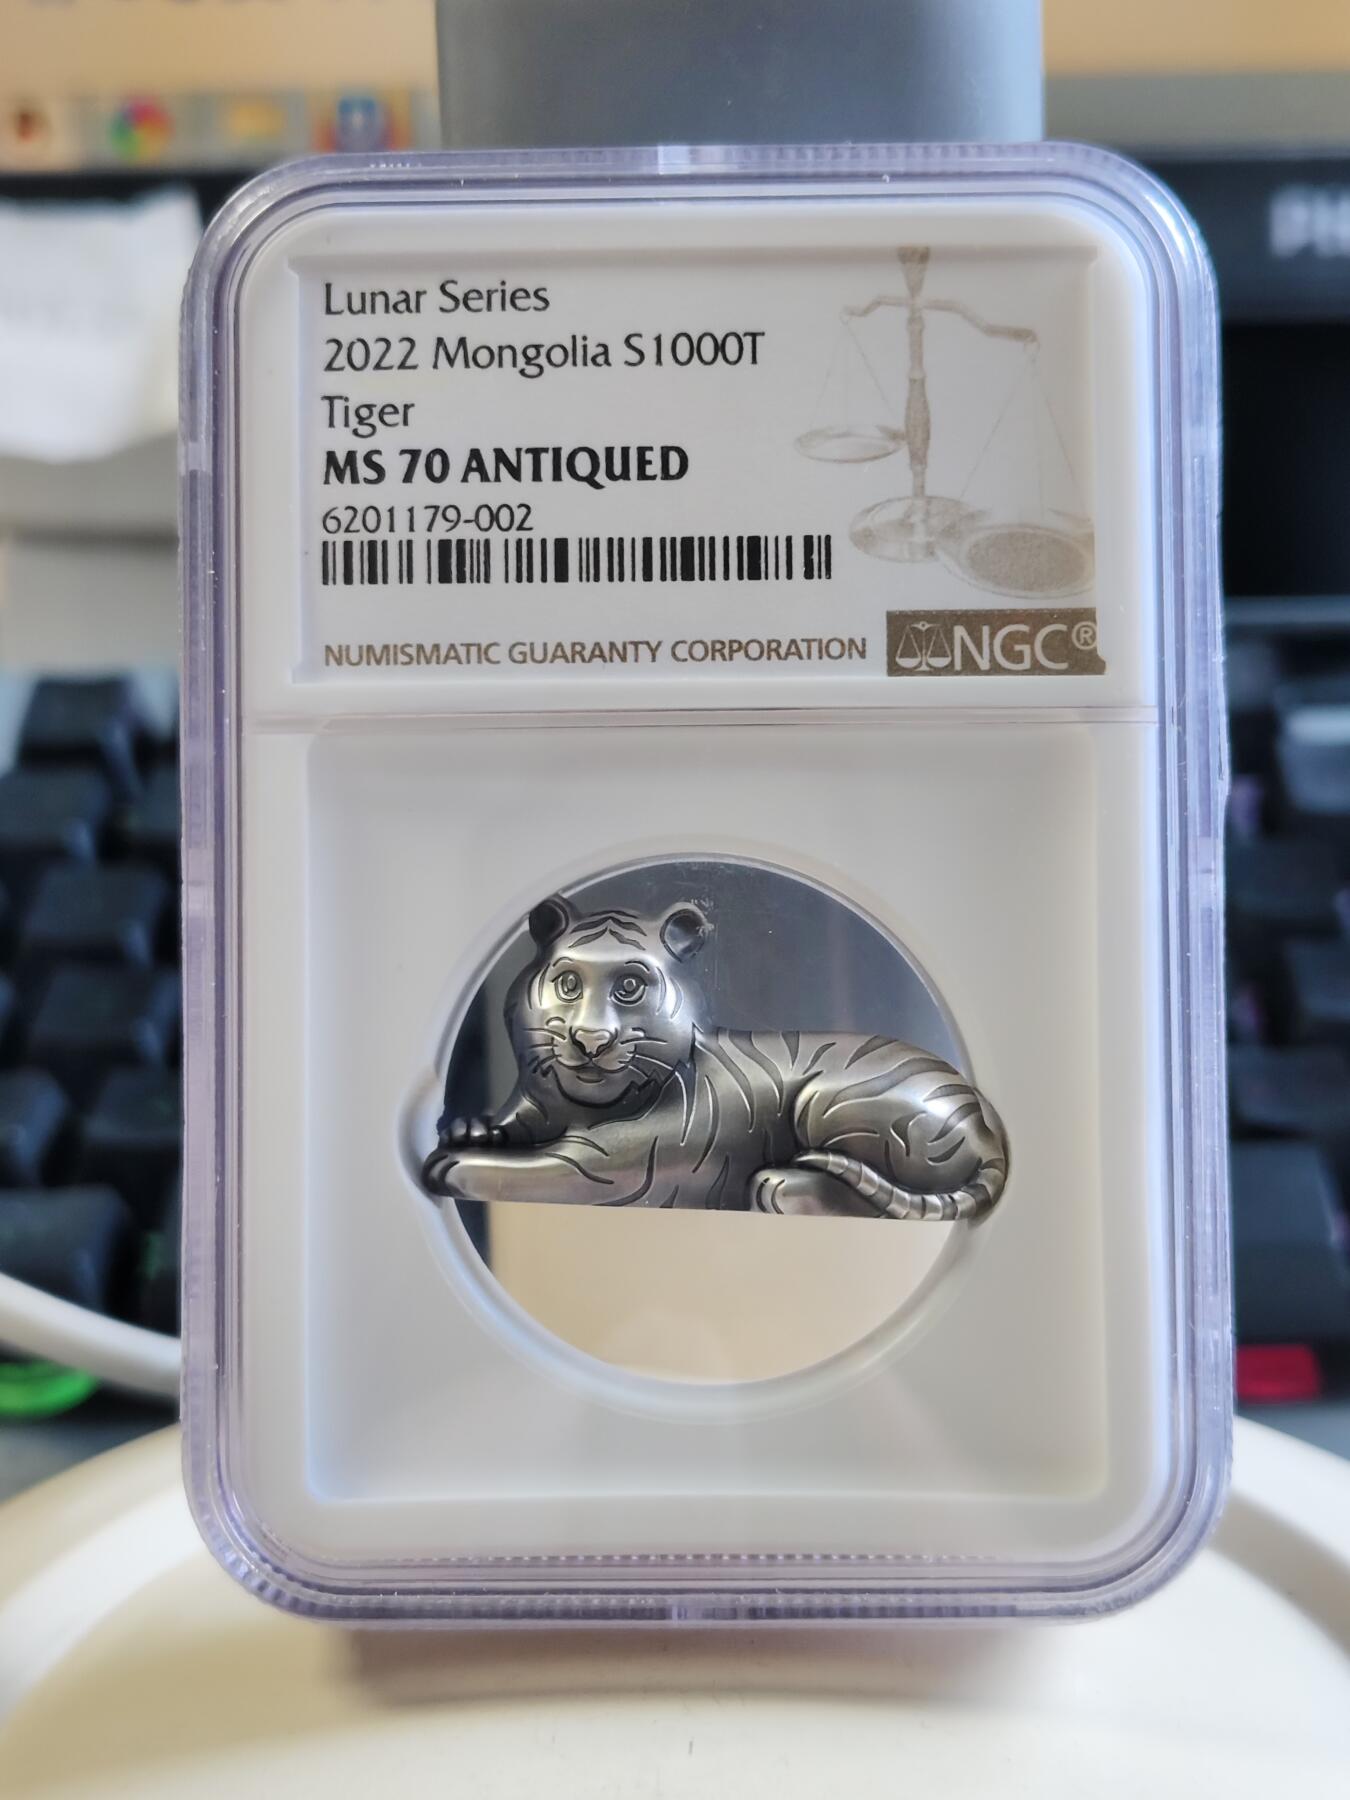 Lunar Series
2022 Mongolia S1000T
Tiger
MS 70 ANTIQUED
6201179-002
NUMISMATIC GUARANTY CORPORATION
NGC®